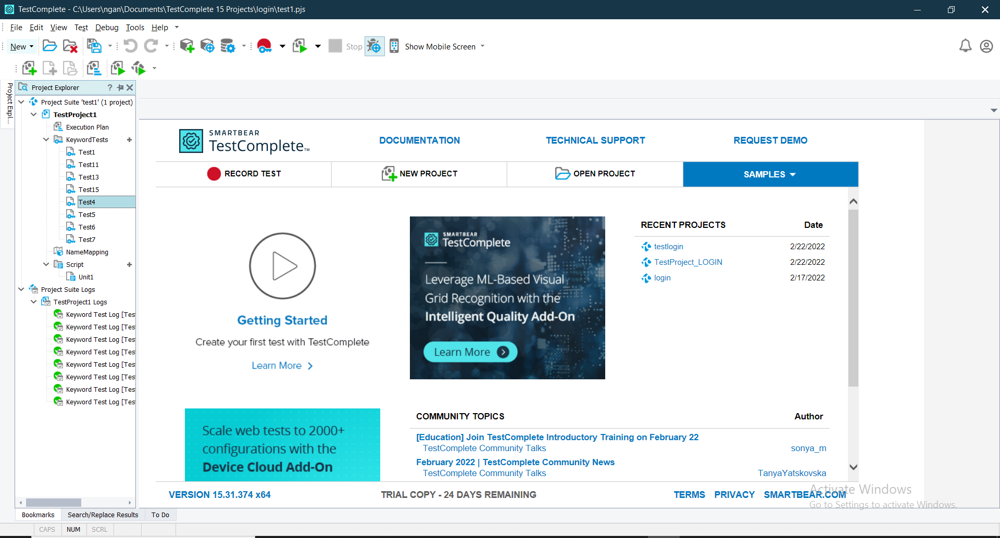 TestComplete - C:\Users\ngan\Documents\TestComplete 15 Projects\login\test1.pjs
File Edit View Test Debug Tools Help
New Stop Show Mobile Screen
Project Expl...
Project Explorer ?
Project Suite 'test1' (1 project)
TestProject1
Execution Plan
KeywordTests
Test1
Test11
Test13
Test15
Test4
Test5
Test6
Test7
NameMapping
Script
Unit1
Project Suite Logs
TestProject1 Logs
Keyword Test Log [Tes
Keyword Test Log [Tes
Keyword Test Log [Tes
Keyword Test Log [Tes
Keyword Test Log [Tes
Keyword Test Log [Tes
Keyword Test Log [Tes
Keyword Test Log [Tes
SMARTBEAR
TestComplete™
DOCUMENTATION
TECHNICAL SUPPORT
REQUEST DEMO
RECORD TEST
NEW PROJECT
OPEN PROJECT
SAMPLES
Getting Started
Create your first test with TestComplete
Learn More
SMARTBEAR
TestComplete
Leverage ML-Based Visual
Grid Recognition with the
Intelligent Quality Add-On
Learn More
RECENT PROJECTS Date
testlogin 2/22/2022
TestProject_LOGIN 2/22/2022
login 2/17/2022
Scale web tests to 2000+
configurations with the
Device Cloud Add-On
COMMUNITY TOPICS Author
[Education] Join TestComplete Introductory Training on February 22
TestComplete Community Talks sonya_m
February 2022 | TestComplete Community News
TestComplete Community Talks TanyaYatskovska
VERSION 15.31.374 x64
TRIAL COPY - 24 DAYS REMAINING
TERMS PRIVACY SMARTBEAR.COM
Activate Windows
Go to Settings to activate Windows.
Bookmarks Search/Replace Results To Do
CAPS NUM SCRL